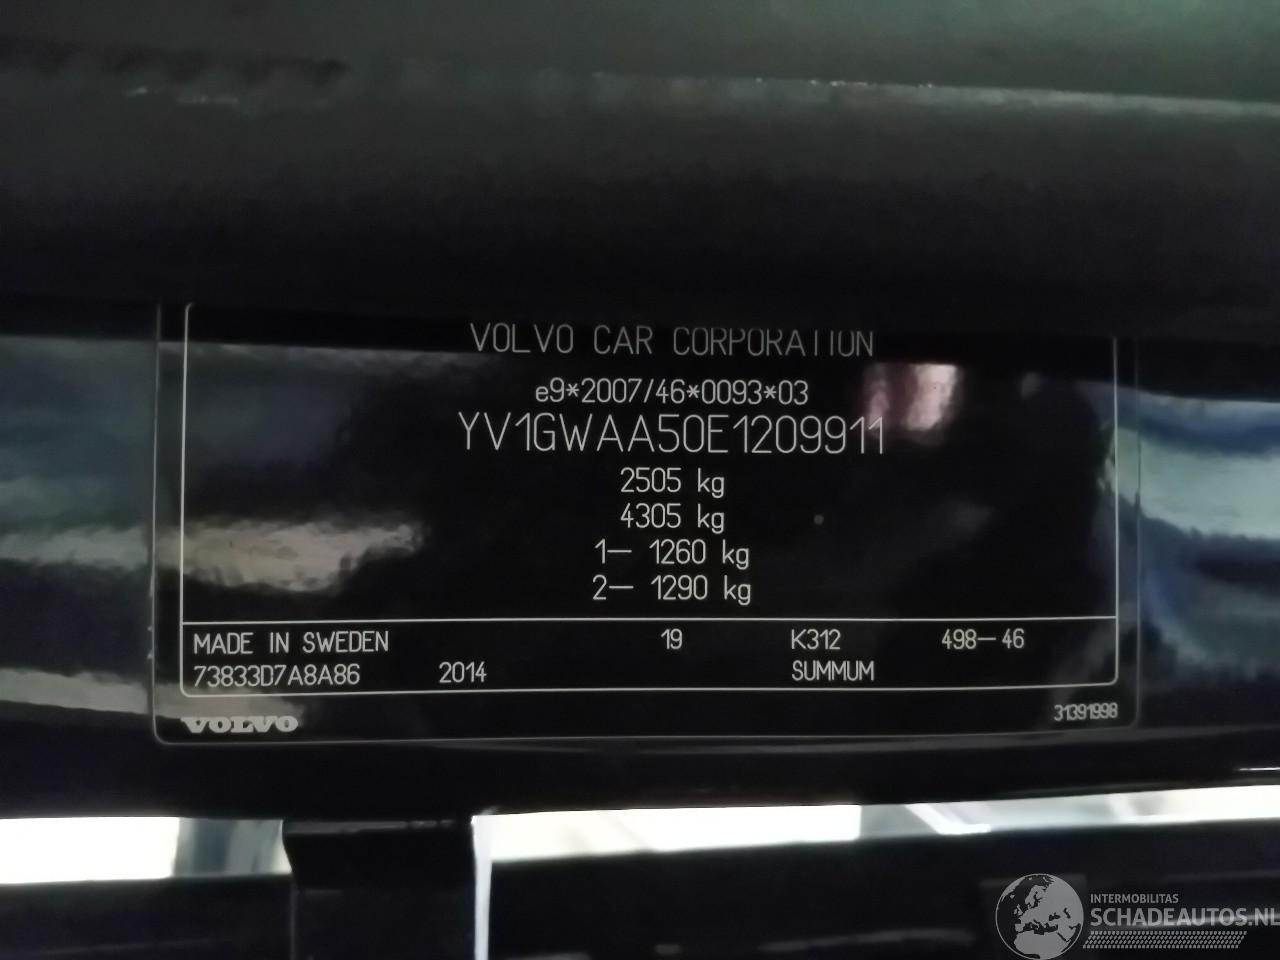 VOLVO CAR CORPORATION
e9*2007/46*0093*03
YV1GWAA50E1209911
2505 kg
4305 kg
1— 1260 kg
2— 1290 kg
MADE IN SWEDEN 19 K312 498—46
73833D7A8A86 2014 SUMMUM
VOLVO 31391998
INTERMOBILITAS
SCHADEAUTOS.NL